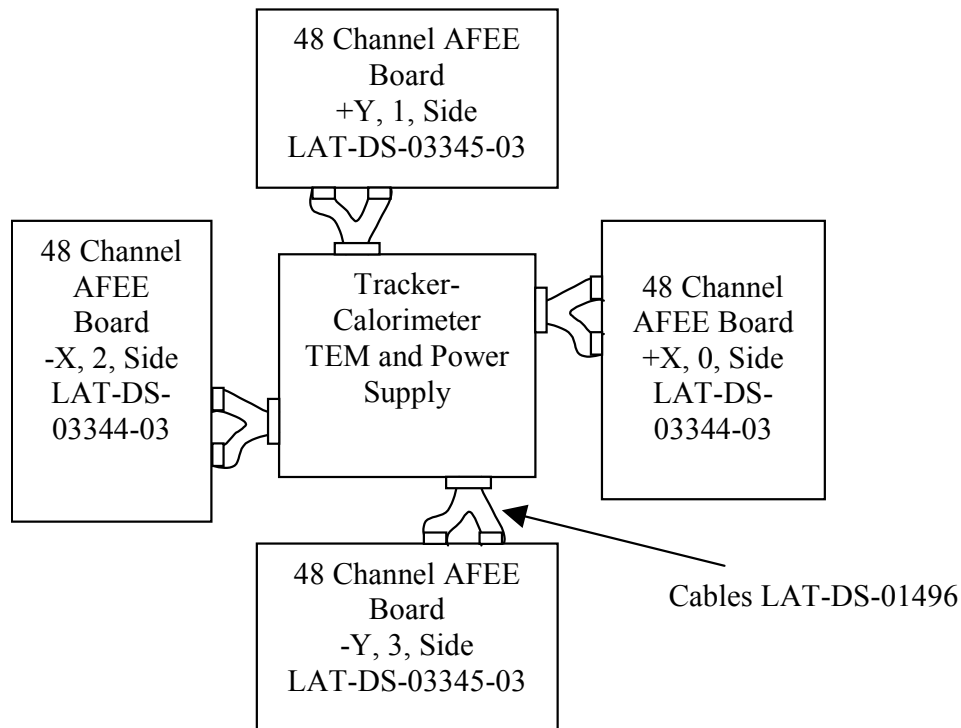 48 Channel AFEE
Board
+Y, 1, Side
LAT-DS-03345-03
48 Channel
AFEE
Board
-X, 2, Side
LAT-DS-
03344-03
Tracker-
Calorimeter
TEM and Power
Supply
48 Channel
AFEE Board
+X, 0, Side
LAT-DS-
03344-03
48 Channel AFEE
Board
-Y, 3, Side
LAT-DS-03345-03
Cables LAT-DS-01496